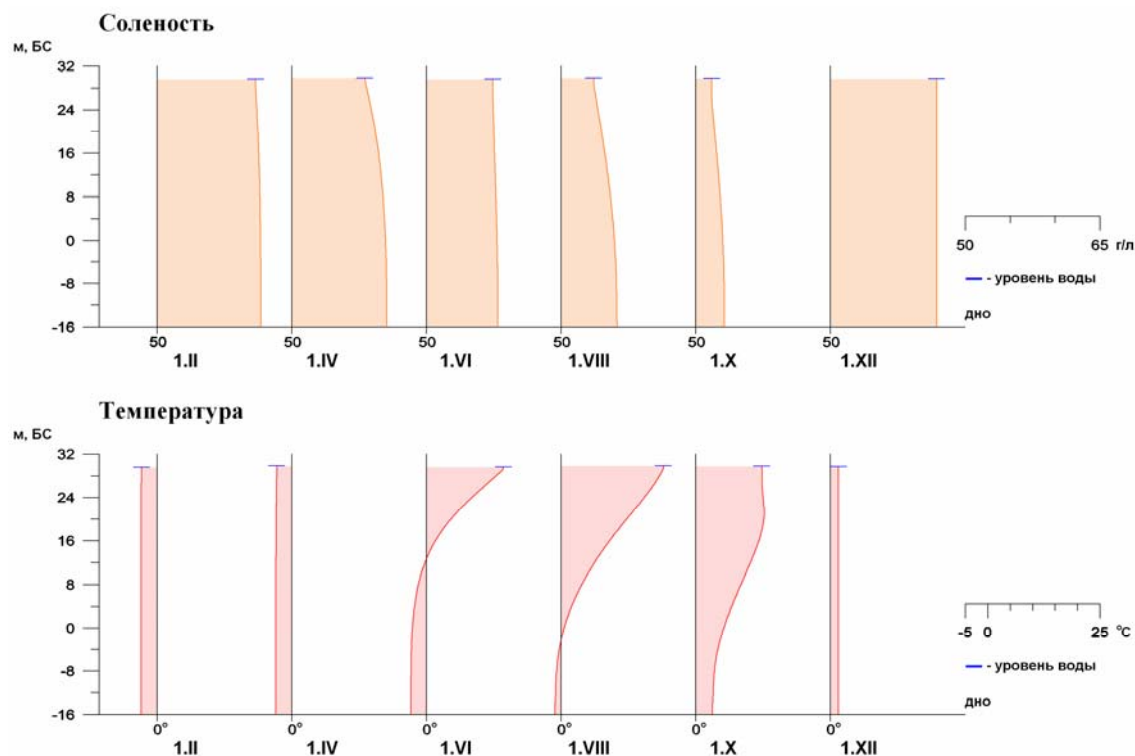 Соленость
м, БС
32
24
16
8
0
-8
-16
50 50 50 50 50 50
1.II 1.IV 1.VI 1.VIII 1.X 1.XII
50 65 г/л
- уровень воды
дно
Температура
м, БС
32
24
16
8
0
-8
-16
0° 0° 0° 0° 0° 0°
1.II 1.IV 1.VI 1.VIII 1.X 1.XII
-5 0 25 °C
- уровень воды
дно